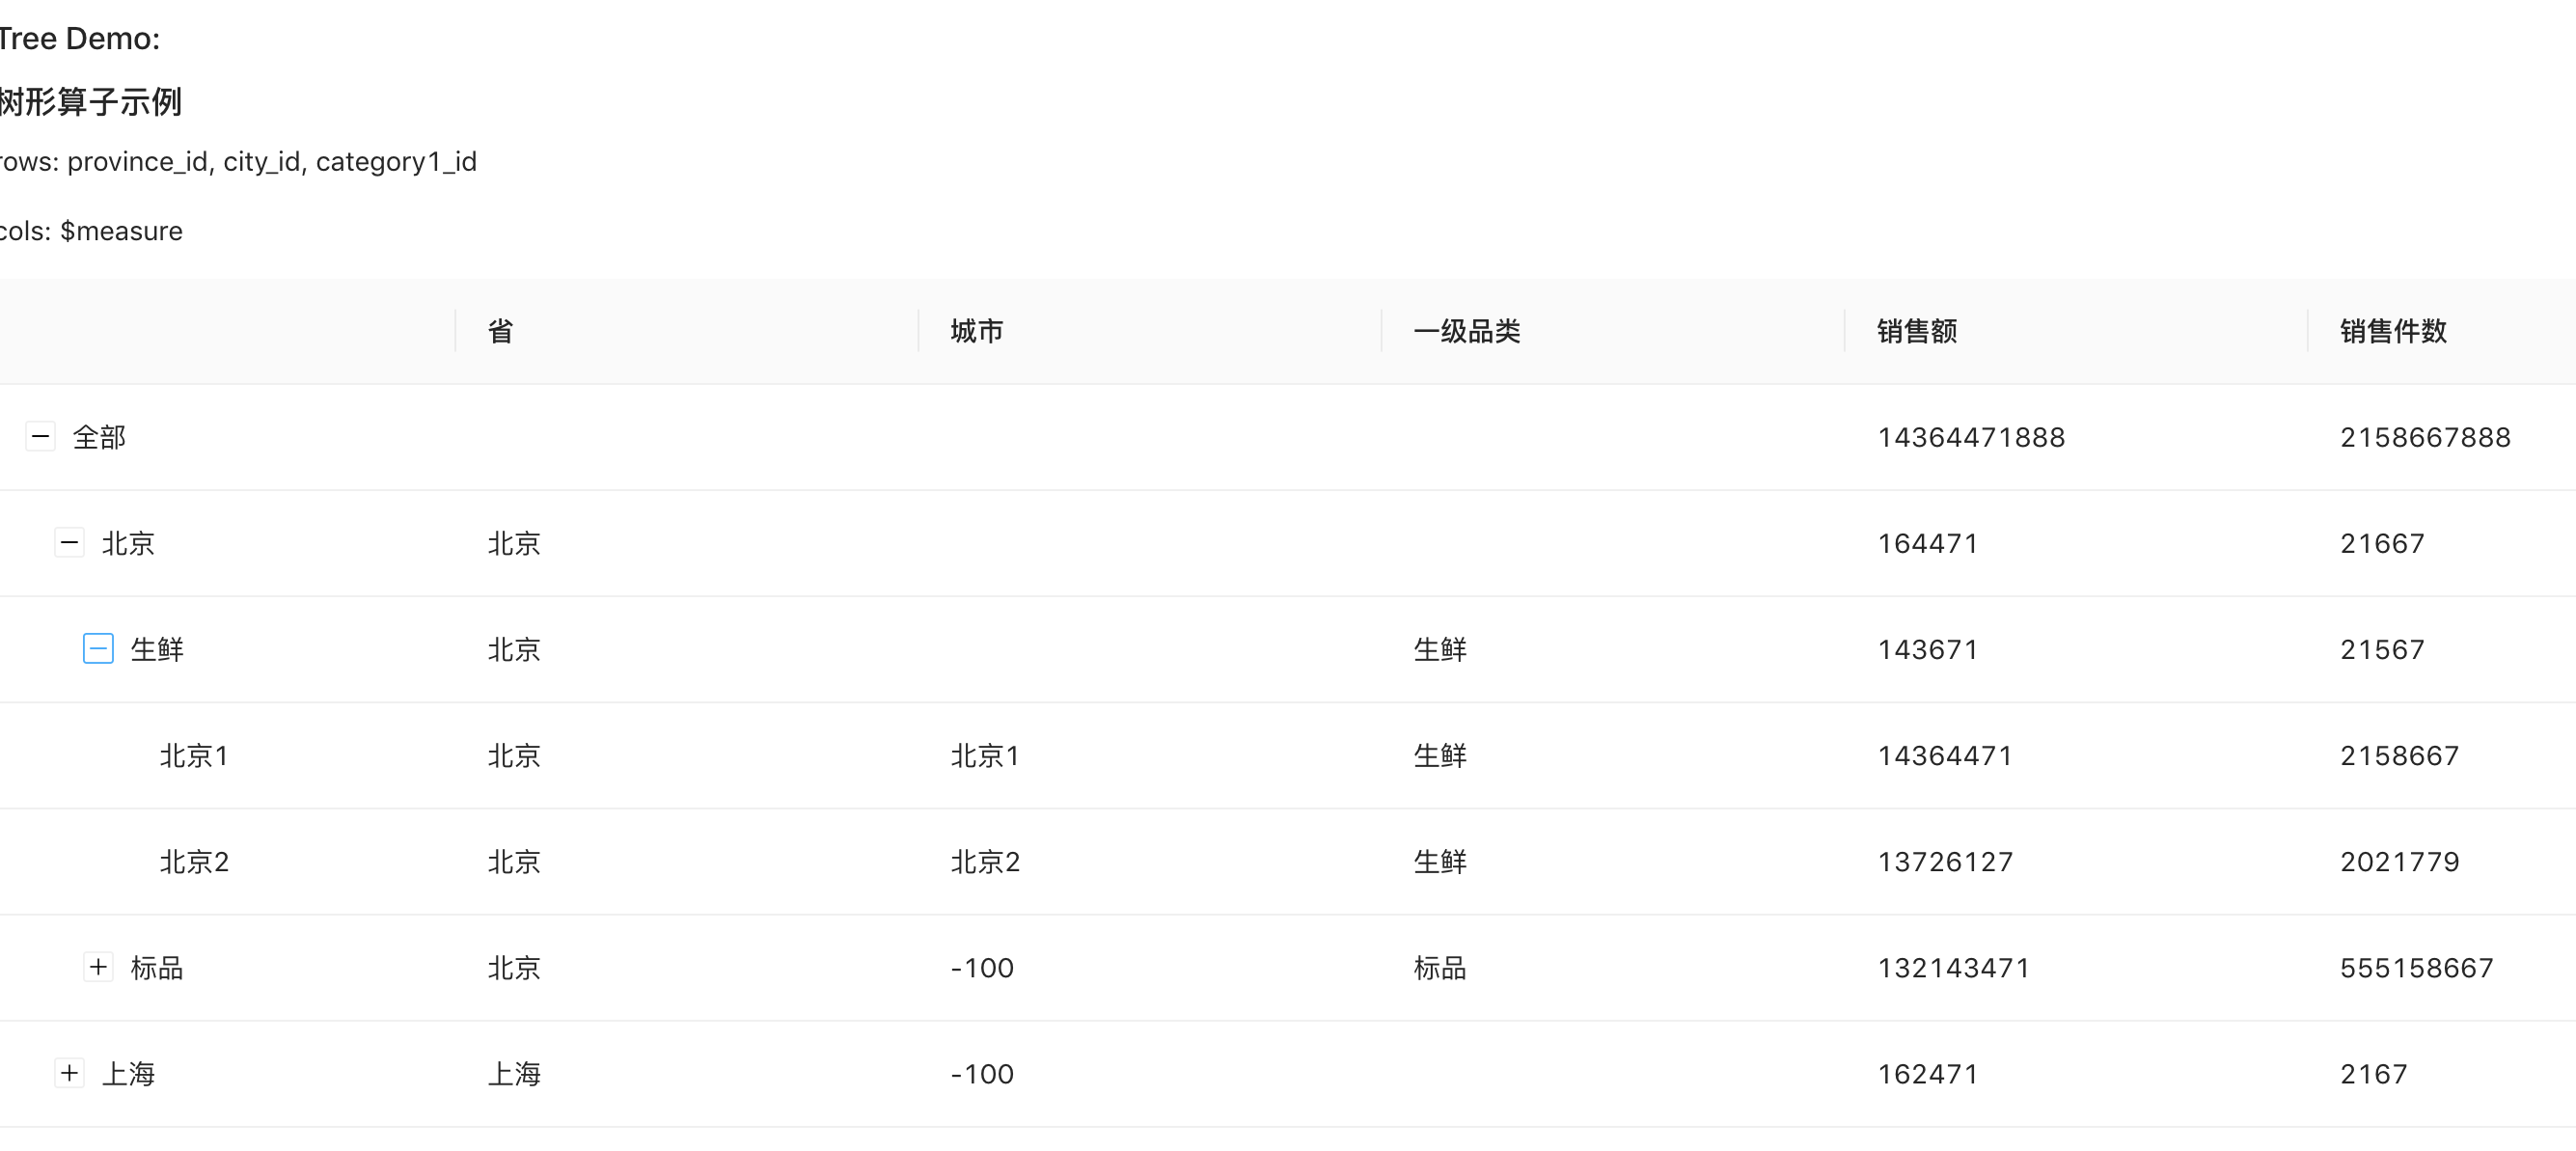 Tree Demo:
树形算子示例
rows: province_id, city_id, category1_id
cols: $measure
省 城市 一级品类 销售额 销售件数
全部 14364471888 2158667888
北京 北京 164471 21667
生鲜 北京 生鲜 143671 21567
北京1 北京 北京1 生鲜 14364471 2158667
北京2 北京 北京2 生鲜 13726127 2021779
标品 北京 -100 标品 132143471 555158667
上海 上海 -100 162471 2167